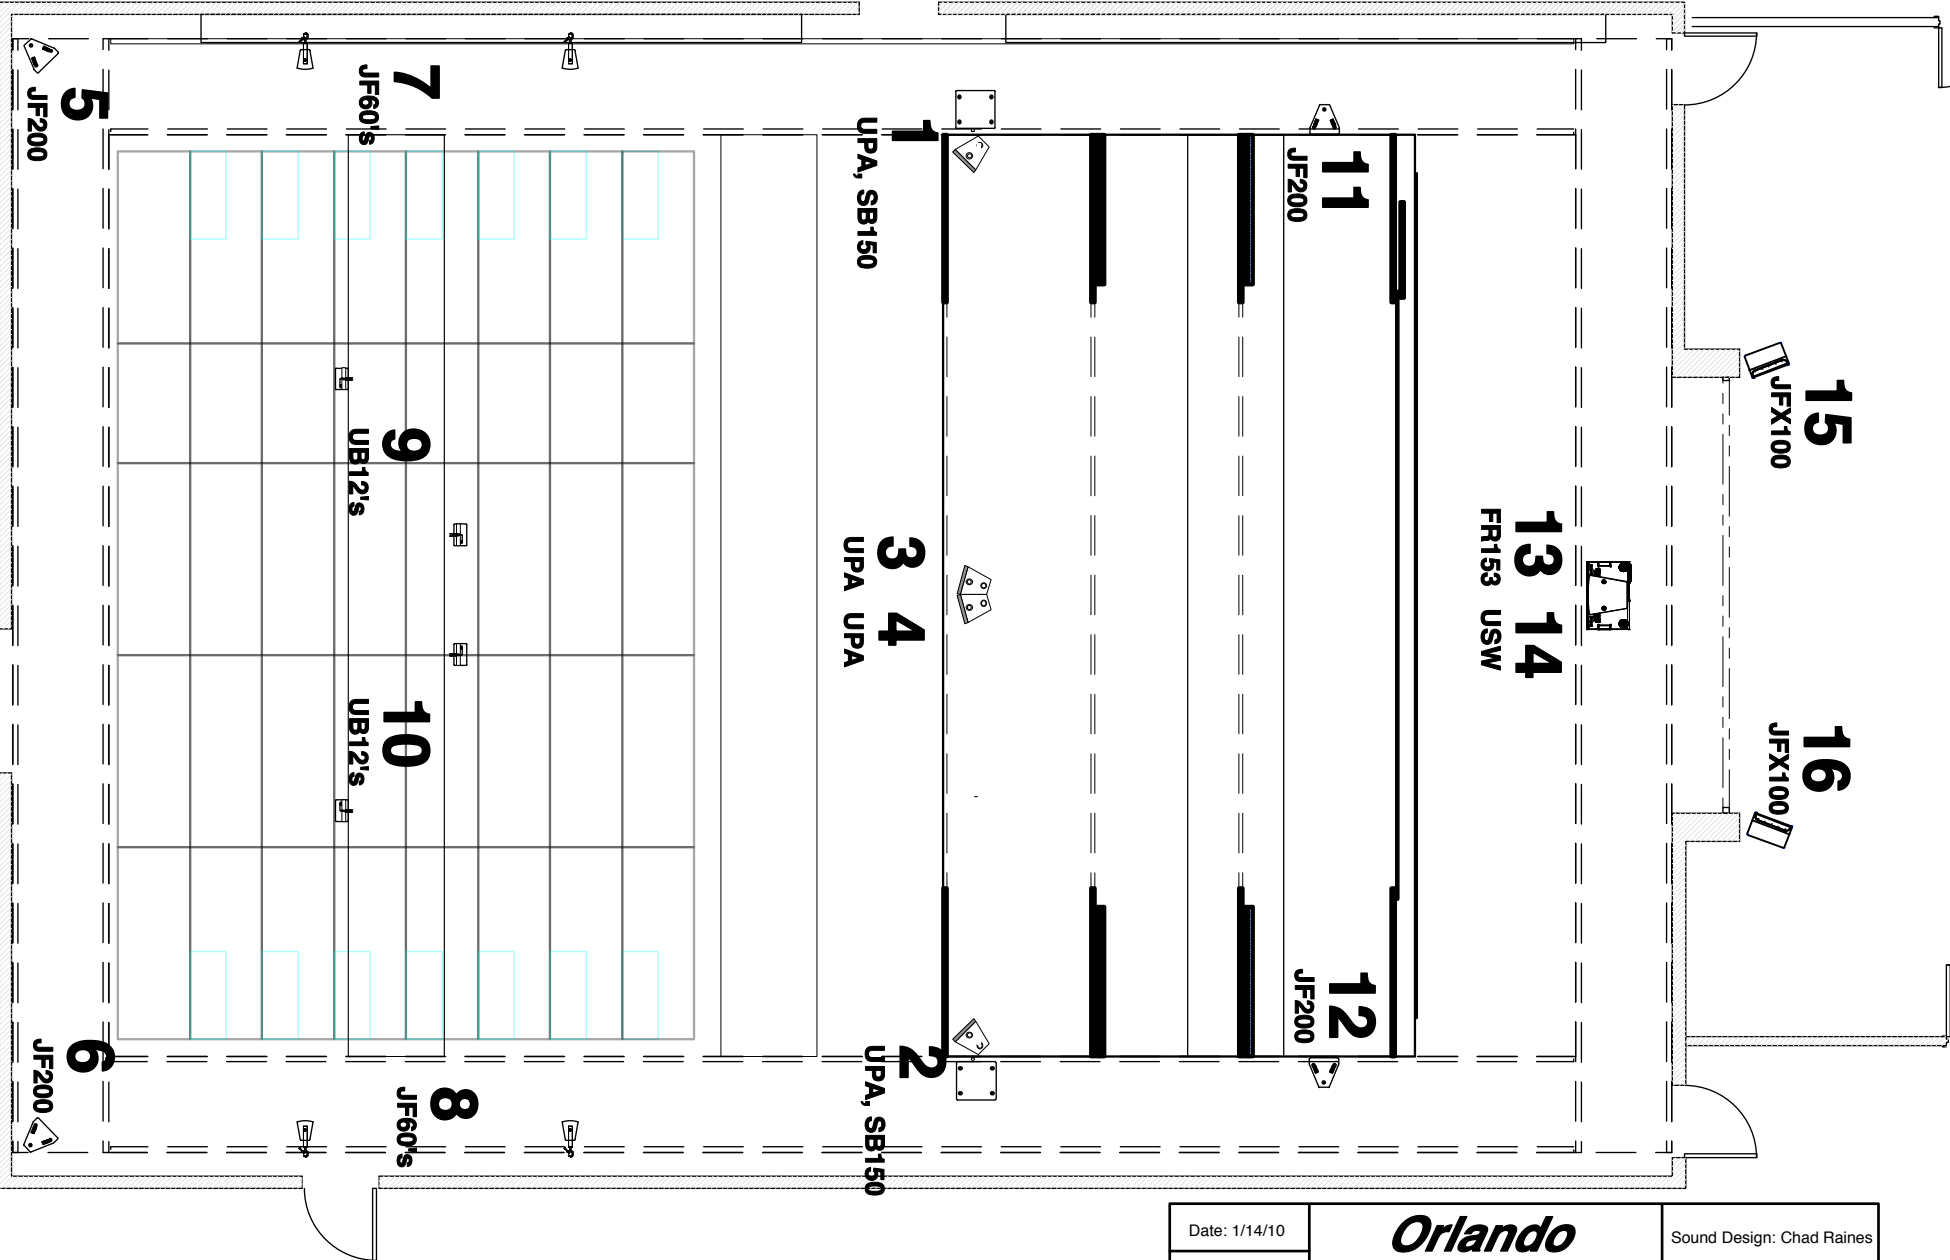 5
JF200
7
JF60's
1
UPA, SB150
11
JF200
15
JFX100
9
UB12's
3 4
UPA UPA
13 14
FR153 USW
10
UB12's
16
JFX100
12
JF200
6
JF200
8
JF60's
2
UPA, SB150
Date: 1/14/10
Orlando
Sound Design: Chad Raines